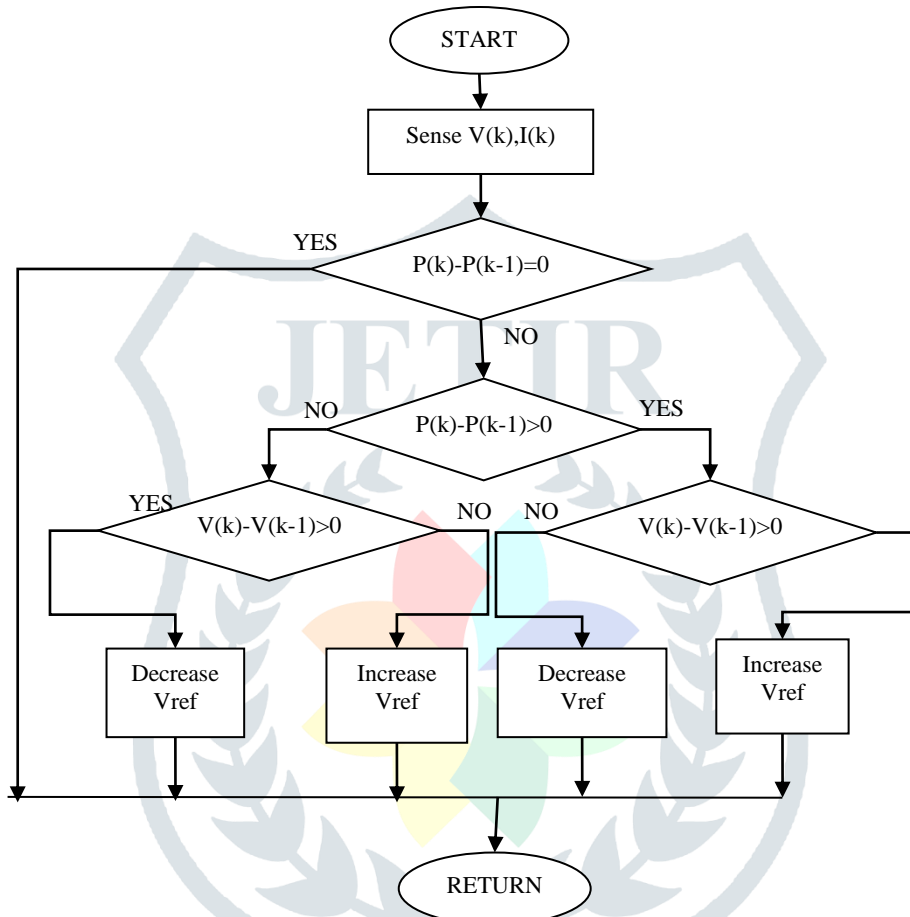 START
Sense V(k),I(k)
YES
P(k)-P(k-1)=0
NO
JETIR
NO
P(k)-P(k-1)>0
YES
YES
V(k)-V(k-1)>0
NO
NO
V(k)-V(k-1)>0
Decrease
Vref
Increase
Vref
Decrease
Vref
Increase
Vref
RETURN